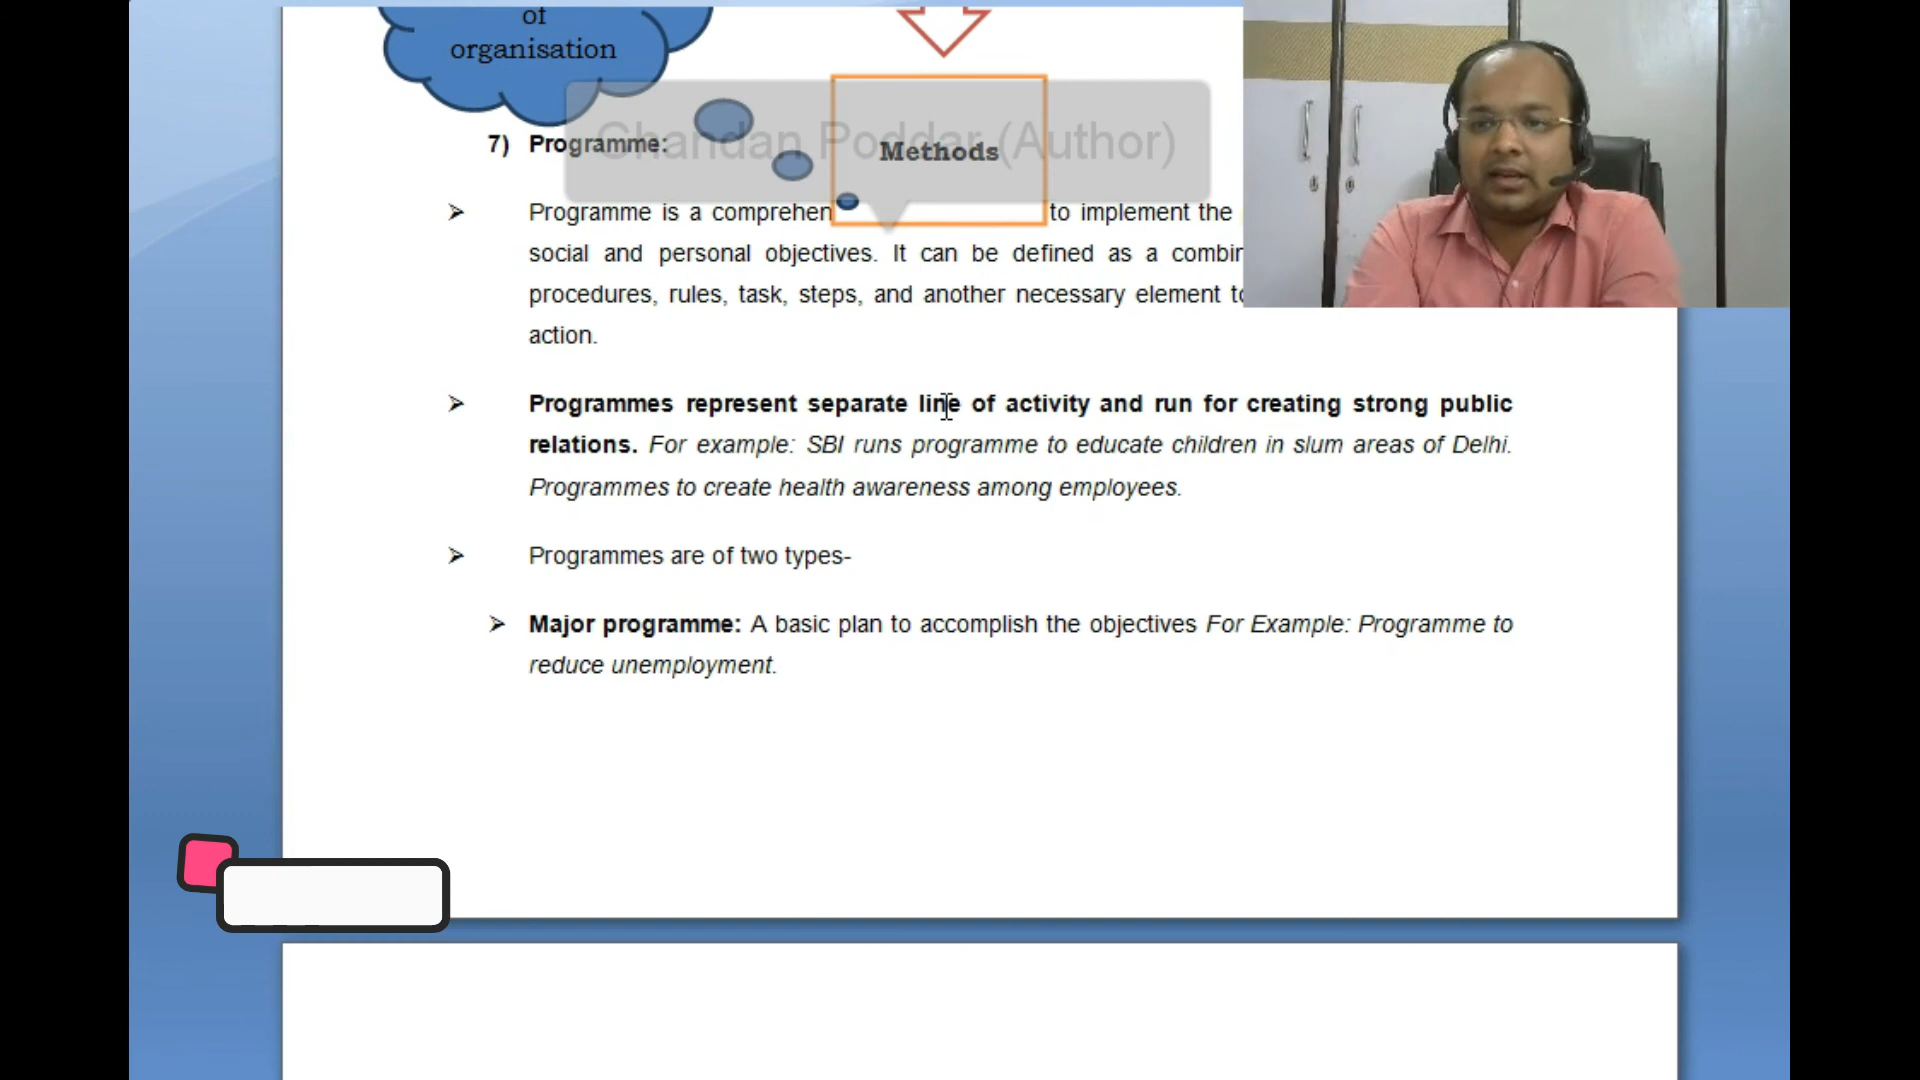 of
organisation
7) Programme:
Chandan Poddar (Author)
Methods
Programme is a comprehen to implement the
social and personal objectives. It can be defined as a combin
procedures, rules, task, steps, and another necessary element to
action.
Programmes represent separate line of activity and run for creating strong public
relations. For example: SBI runs programme to educate children in slum areas of Delhi.
Programmes to create health awareness among employees.
Programmes are of two types-
Major programme: A basic plan to accomplish the objectives For Example: Programme to
reduce unemployment.